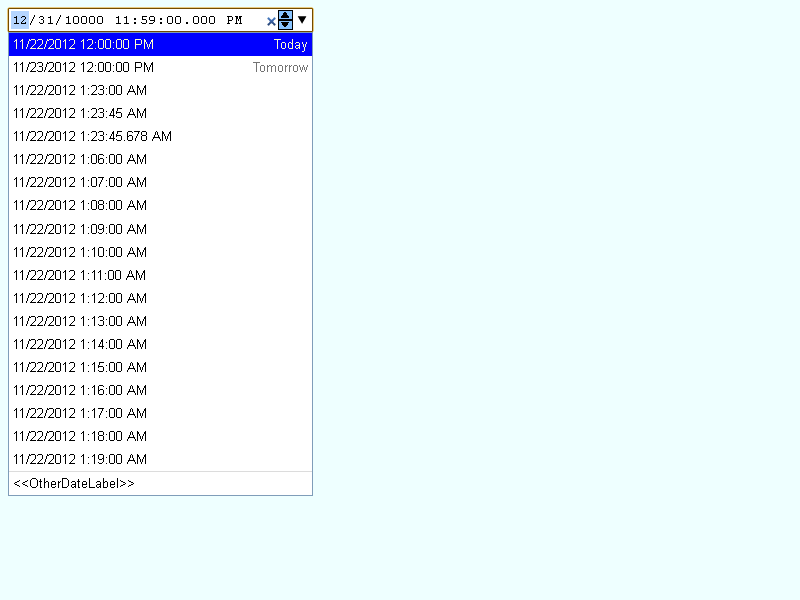 12/31/10000 11:59:00.000 PM
11/22/2012 12:00:00 PM Today
11/23/2012 12:00:00 PM Tomorrow
11/22/2012 1:23:00 AM
11/22/2012 1:23:45 AM
11/22/2012 1:23:45.678 AM
11/22/2012 1:06:00 AM
11/22/2012 1:07:00 AM
11/22/2012 1:08:00 AM
11/22/2012 1:09:00 AM
11/22/2012 1:10:00 AM
11/22/2012 1:11:00 AM
11/22/2012 1:12:00 AM
11/22/2012 1:13:00 AM
11/22/2012 1:14:00 AM
11/22/2012 1:15:00 AM
11/22/2012 1:16:00 AM
11/22/2012 1:17:00 AM
11/22/2012 1:18:00 AM
11/22/2012 1:19:00 AM
<<OtherDateLabel>>